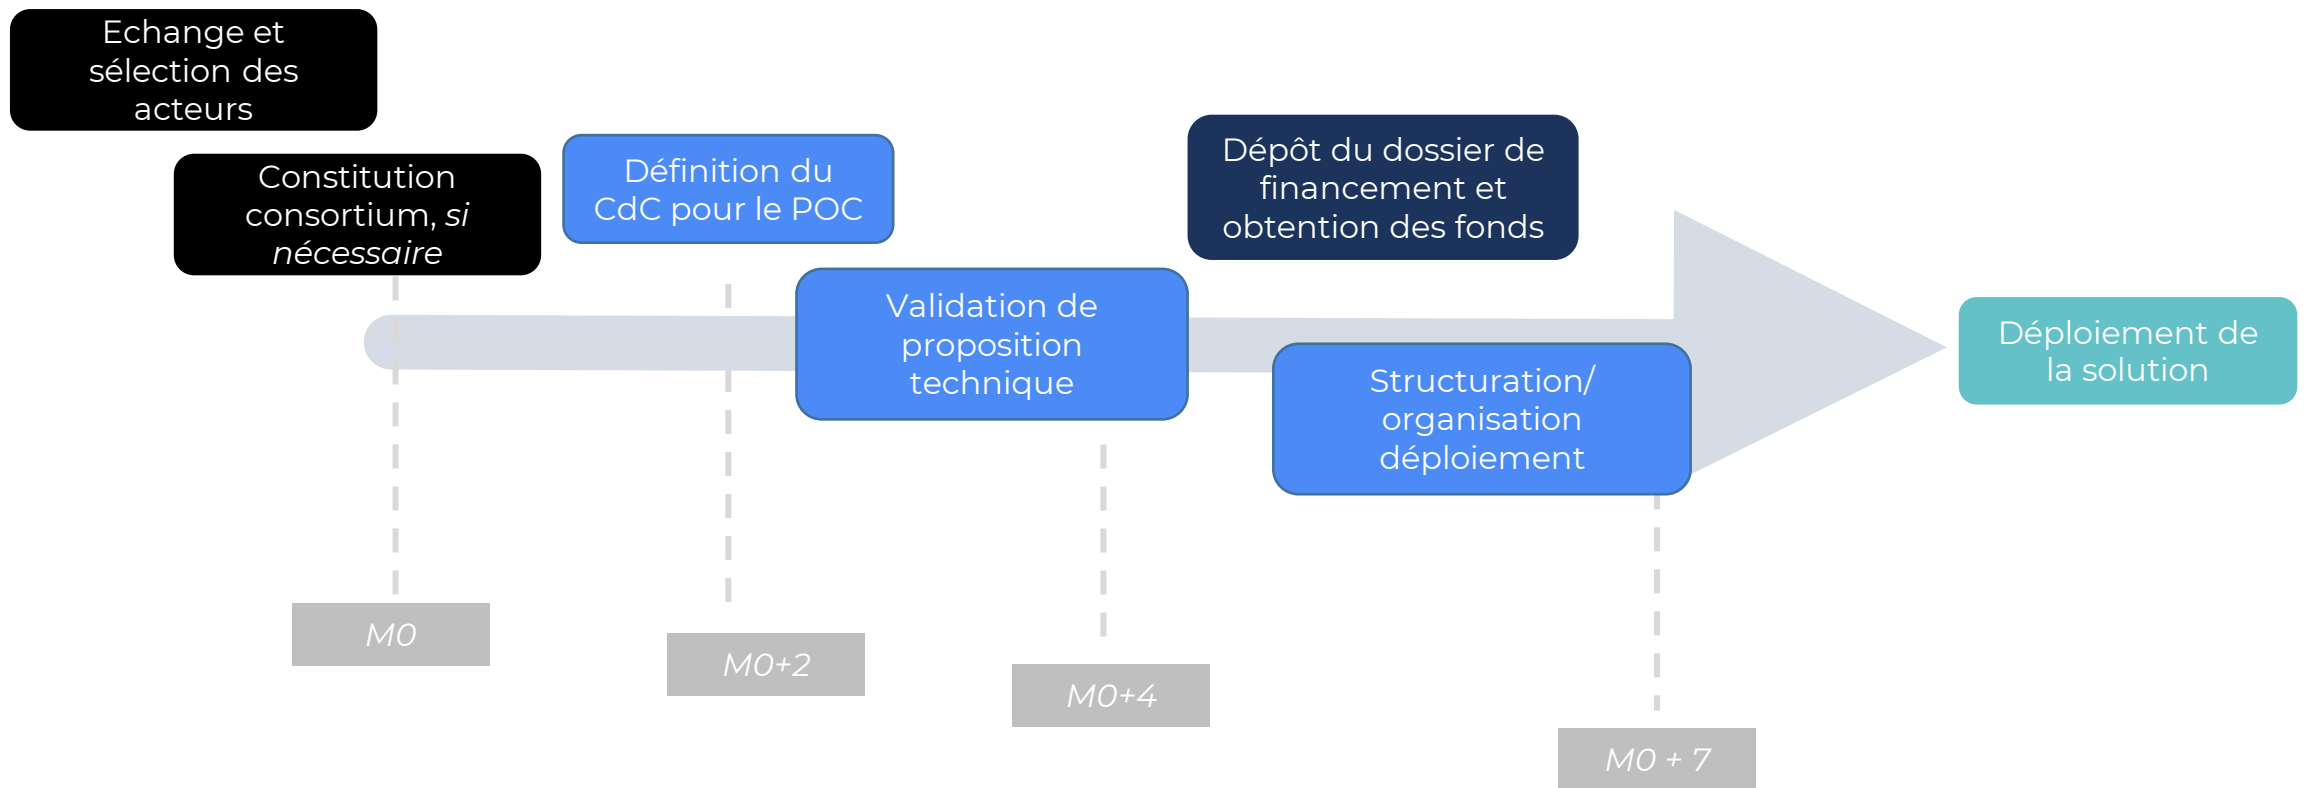 Echange et
sélection des
acteurs
Constitution
consortium, si
nécessaire
Définition du
CdC pour le POC
Validation de
proposition
technique
Dépôt du dossier de
financement et
obtention des fonds
Structuration/
organisation
déploiement
Déploiement de
la solution
M0
M0+2
M0+4
M0 + 7